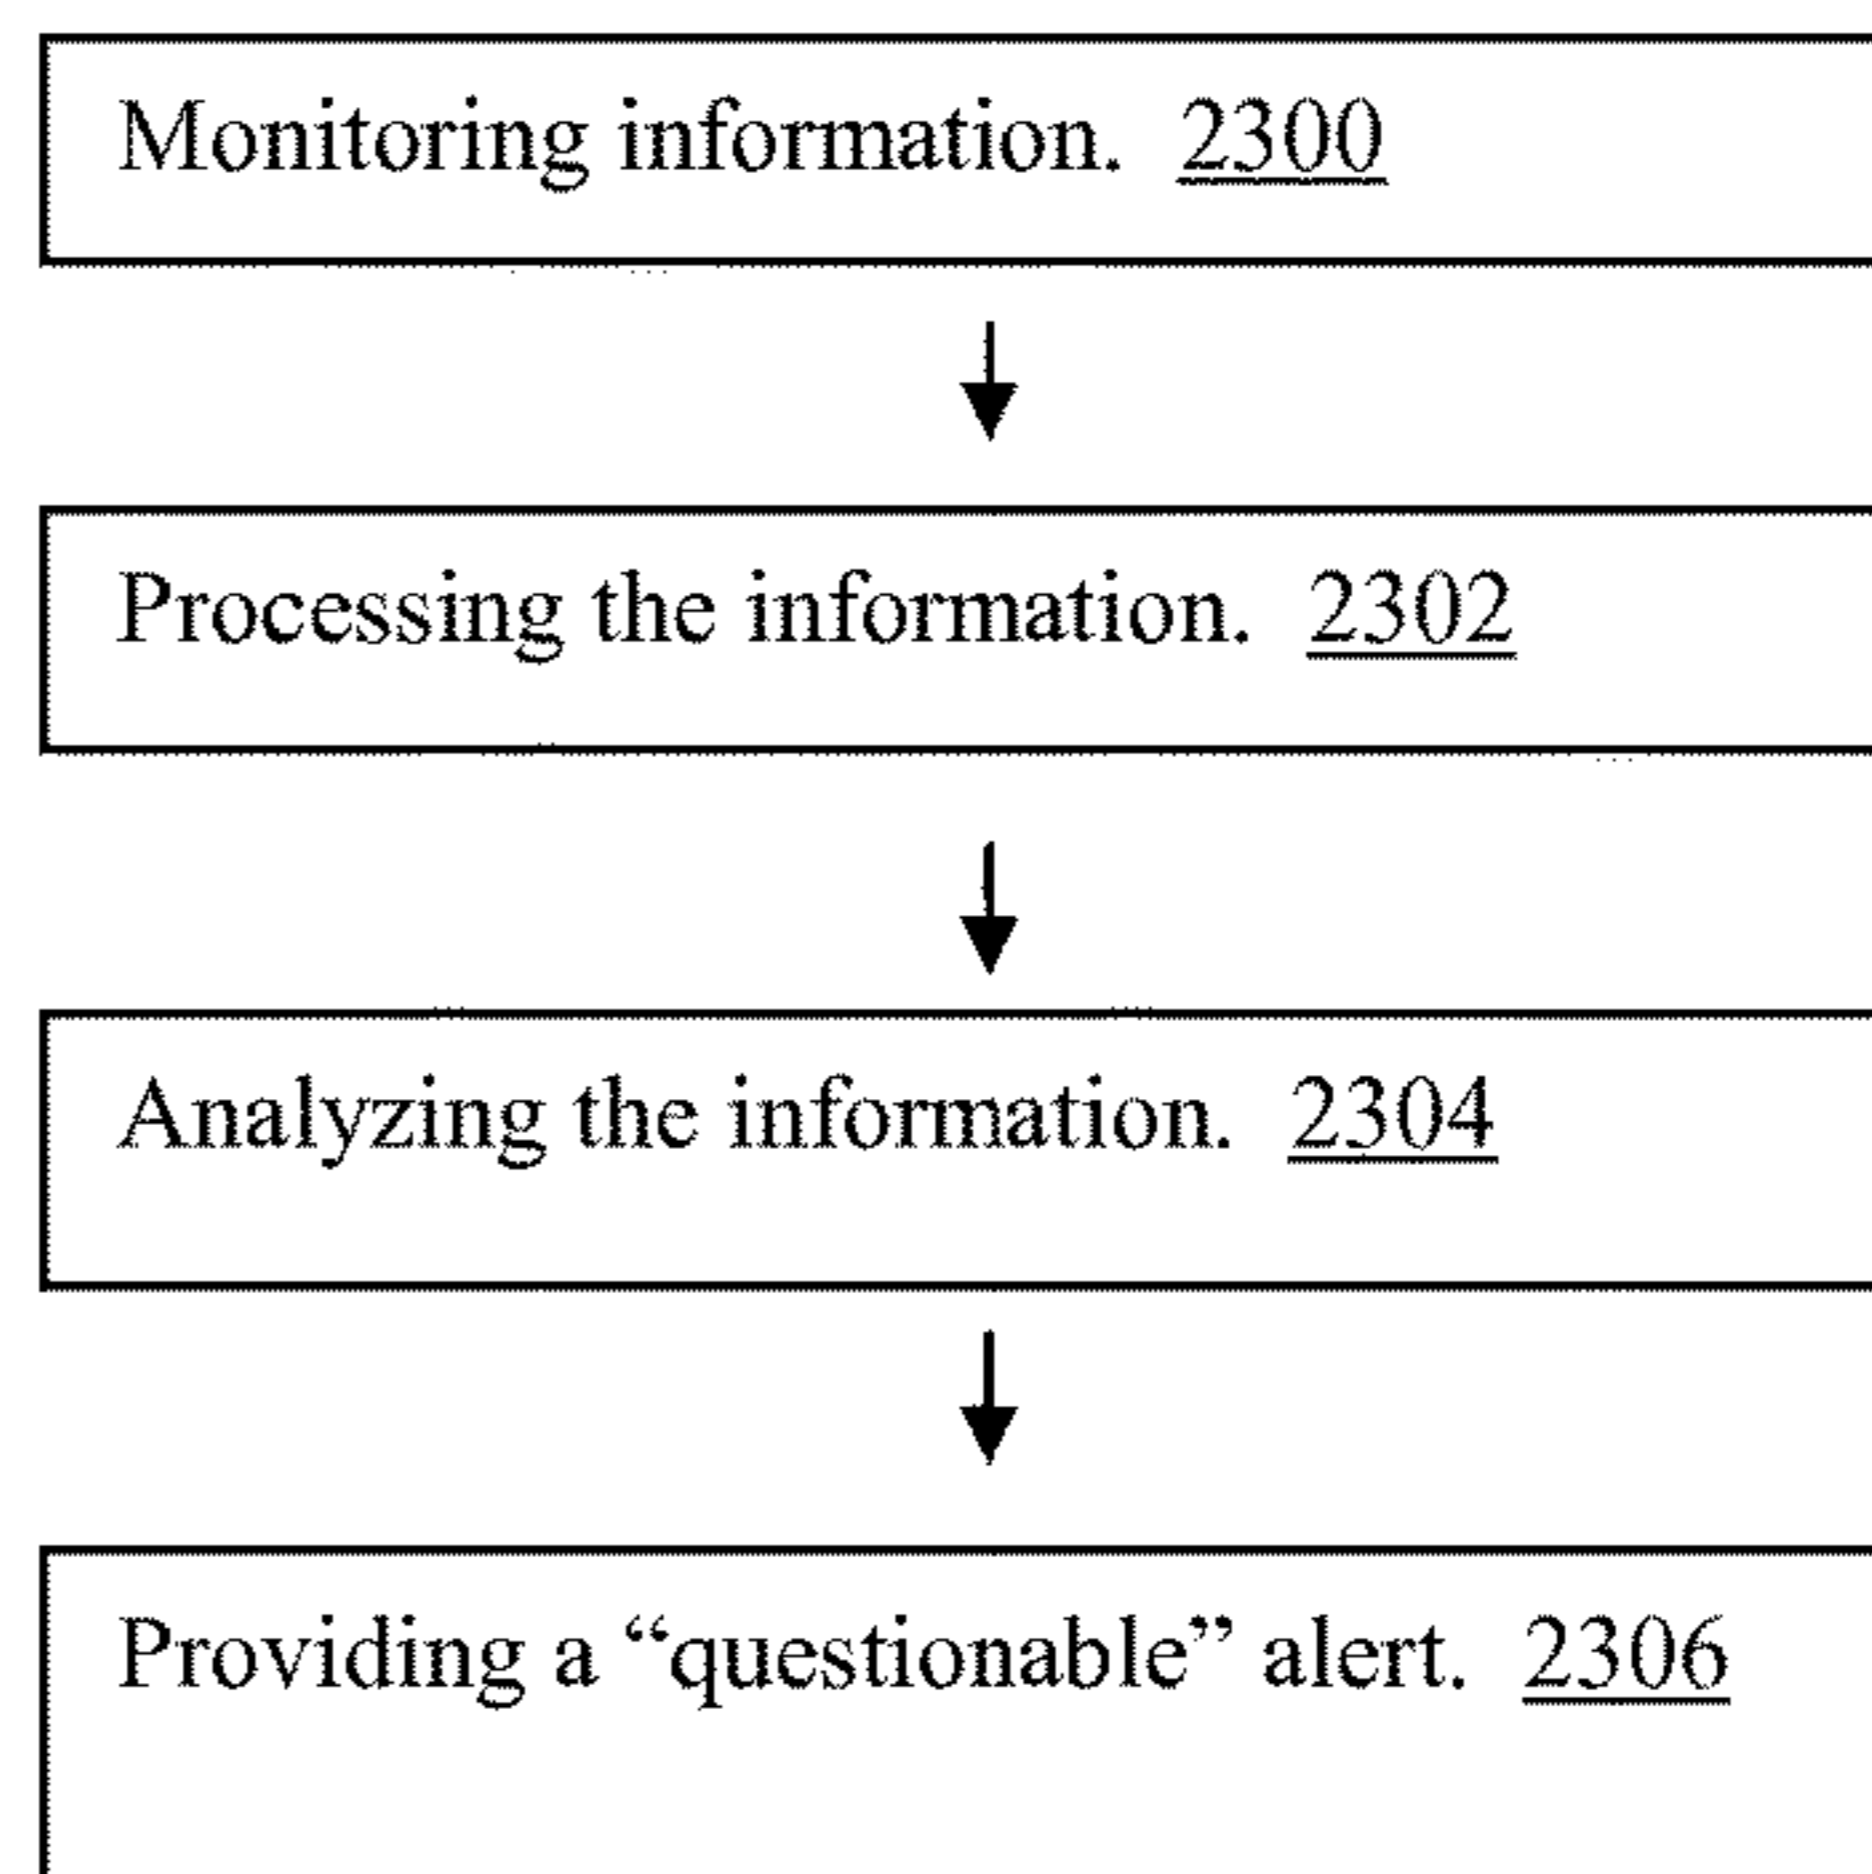 Monitoring information. 2300
Processing the information. 2302
Analyzing the information. 2304
Providing a “questionable” alert. 2306